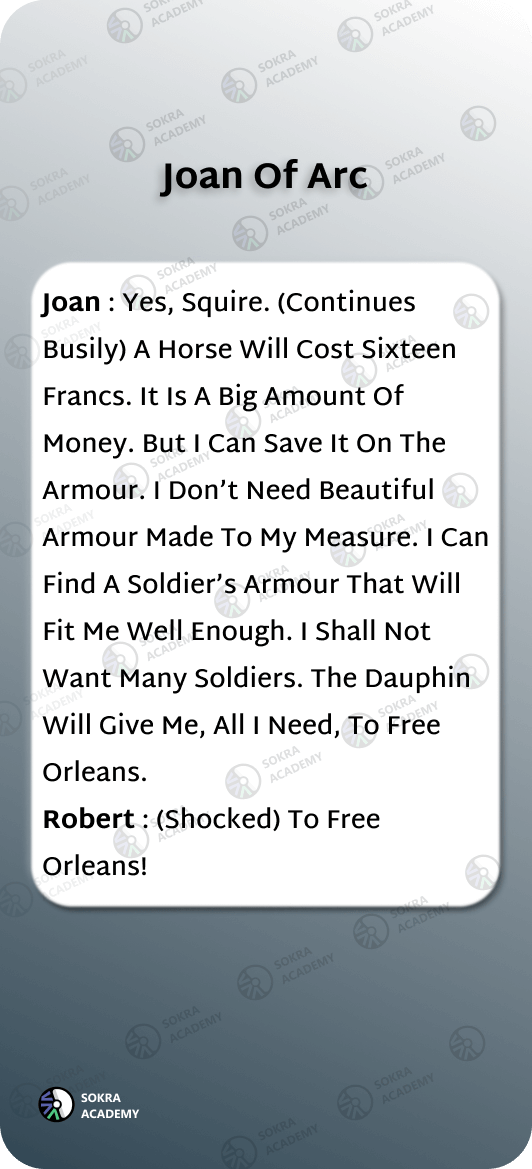 Joan Of Arc
Joan : Yes, Squire. (Continues
Busily) A Horse Will Cost Sixteen
Francs. It Is A Big Amount Of
Money. But I Can Save It On The
Armour. I Don’t Need Beautiful
Armour Made To My Measure. I Can
Find A Soldier’s Armour That Will
Fit Me Well Enough. I Shall Not
Want Many Soldiers. The Dauphin
Will Give Me, All I Need, To Free
Orleans.
Robert : (Shocked) To Free
Orleans!
SOKRA
ACADEMY